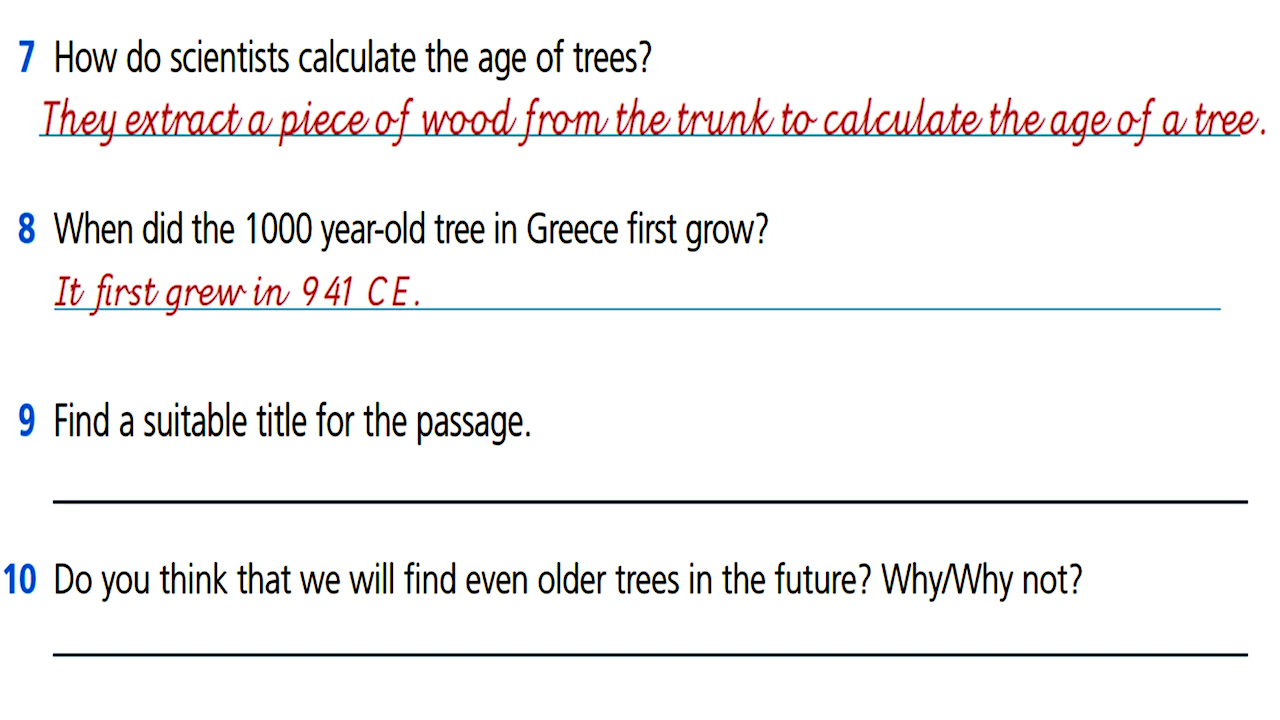 7 How do scientists calculate the age of trees?
They extract a piece of wood from the trunk to calculate the age of a tree.
8 When did the 1000 year-old tree in Greece first grow?
It first grew in 941 CE.
9 Find a suitable title for the passage.
10 Do you think that we will find even older trees in the future? Why/Why not?